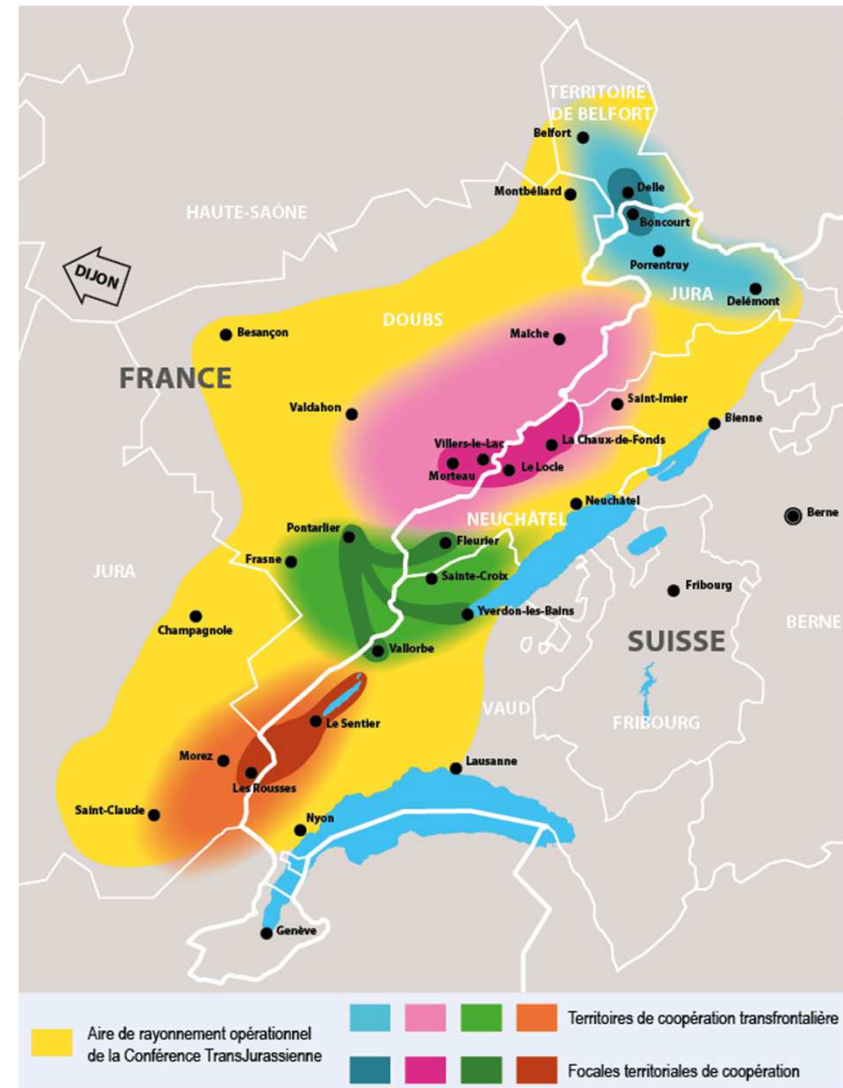 TERRITOIRE
DE BELFORT
Belfort
Montbéliard
Delle
HAUTE-SAÔNE
Boncourt
DIJON
Porrentruy
JURA
Delémont
DOUBS
Besançon
Maîche
FRANCE
Saint-Imier
Valdahon
Bienne
Villers-le-Lac
La Chaux-de-Fonds
Morteau
Le Locle
Neuchâtel
NEUCHÂTEL
Berne
Pontarlier
Fleurier
Frasne
JURA
Sainte-Croix
Fribourg
Yverdon-les-Bains
Champagnole
BERNE
SUISSE
Vallorbe
VAUD
Le Sentier
FRIBOURG
Morez
Lausanne
Les Rousses
Saint-Claude
Nyon
Genève
Aire de rayonnement opérationnel
de la Conférence TransJurassienne
Territoires de coopération transfrontalière
Focales territoriales de coopération